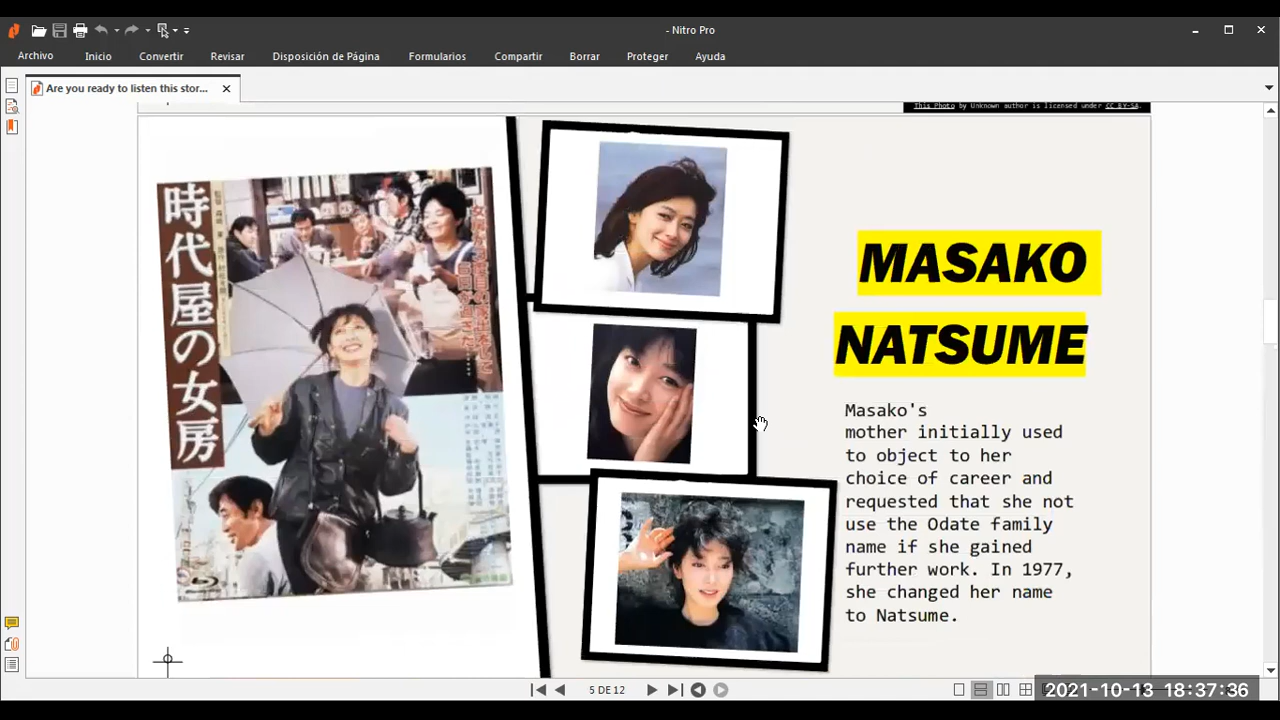 - Nitro Pro
Archivo
Inicio
Convertir
Revisar
Disposición de Página
Formularios
Compartir
Borrar
Proteger
Ayuda
Are you ready to listen this stor...
This Photo by Unknown author is licensed under CC BY-SA.
時代屋の女房
MASAKO
NATSUME
Masako's
mother initially used
to object to her
choice of career and
requested that she not
use the Odate family
name if she gained
further work. In 1977,
she changed her name
to Natsume.
5 DE 12
2021-10-13 18:37:36